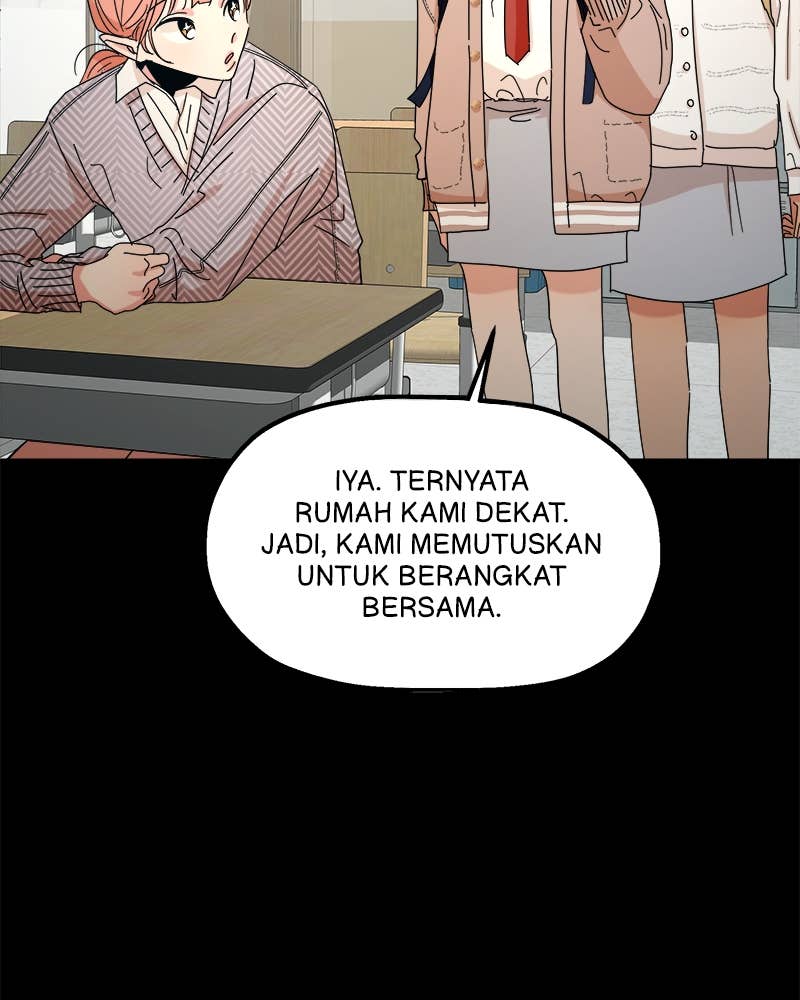 IYA. TERNYATA
RUMAH KAMI DEKAT.
JADI, KAMI MEMUTUSKAN
UNTUK BERANGKAT
BERSAMA.